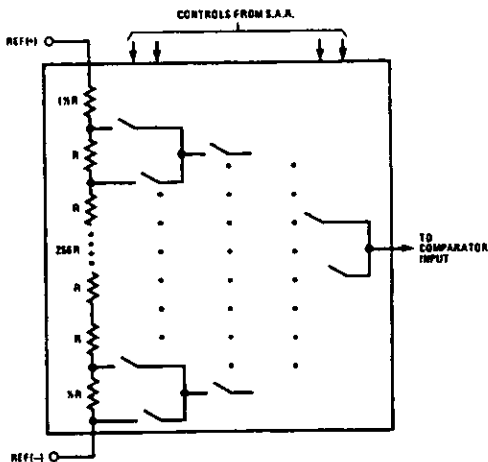 CONTROLS FROM S.A.R.
REF(+)
1½R
R
R
R
256R
R
R
½R
REF(–)
TO
COMPARATOR
INPUT